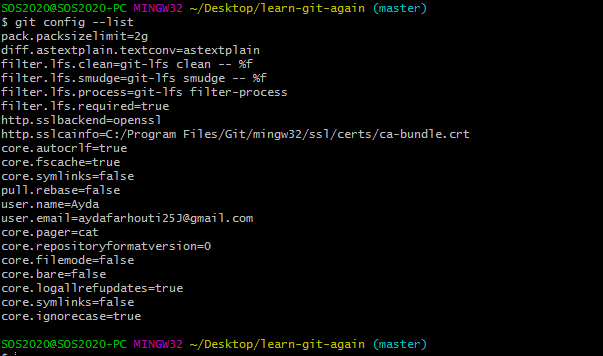 SOS2020@SOS2020-PC MINGW32 ~/Desktop/learn-git-again (master)
$ git config --list
pack.packsizelimit=2g
diff.astextplain.textconv=astextplain
filter.lfs.clean=git-lfs clean -- %f
filter.lfs.smudge=git-lfs smudge -- %f
filter.lfs.process=git-lfs filter-process
filter.lfs.required=true
http.sslbackend=openssl
http.sslcainfo=C:/Program Files/Git/mingw32/ssl/certs/ca-bundle.crt
core.autocrlf=true
core.fscache=true
core.symlinks=false
pull.rebase=false
user.name=Ayda
user.email=aydafarhouti25J@gmail.com
core.pager=cat
core.repositoryformatversion=0
core.filemode=false
core.bare=false
core.logallrefupdates=true
core.symlinks=false
core.ignorecase=true
SOS2020@SOS2020-PC MINGW32 ~/Desktop/learn-git-again (master)
$